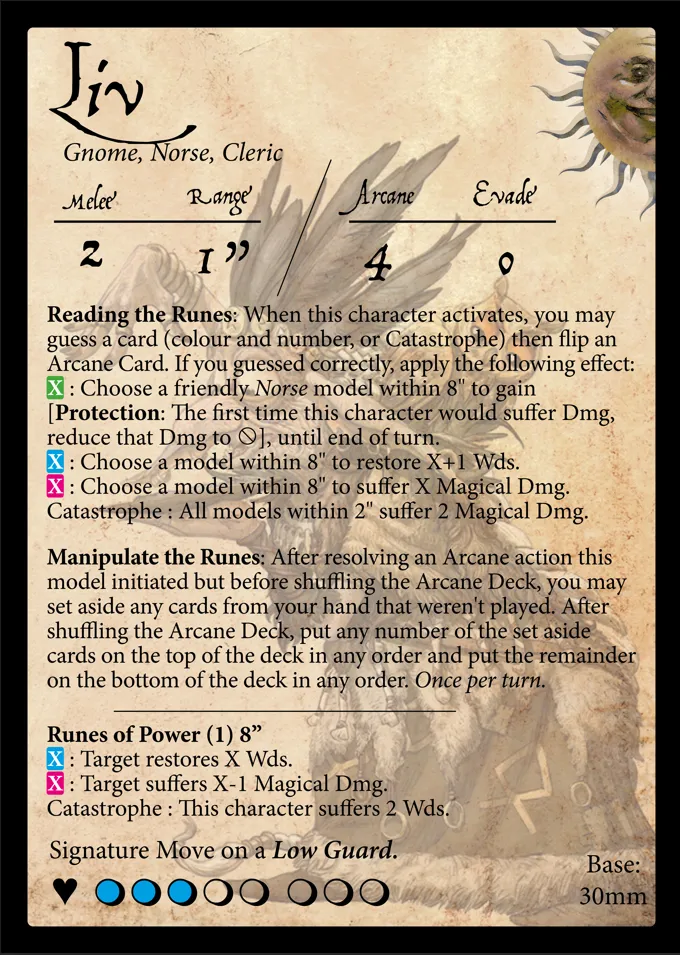 Liv
Gnome, Norse, Cleric
Melee Range Arcane Evade
2 1” 4 0
Reading the Runes: When this character activates, you may
guess a card (colour and number, or Catastrophe) then flip an
Arcane Card. If you guessed correctly, apply the following effect:
X : Choose a friendly Norse model within 8" to gain
[Protection: The first time this character would suffer Dmg,
reduce that Dmg to 🛇], until end of turn.
X : Choose a model within 8" to restore X+1 Wds.
X : Choose a model within 8" to suffer X Magical Dmg.
Catastrophe : All models within 2" suffer 2 Magical Dmg.
Manipulate the Runes: After resolving an Arcane action this
model initiated but before shuffling the Arcane Deck, you may
set aside any cards from your hand that weren't played. After
shuffling the Arcane Deck, put any number of the set aside
cards on the top of the deck in any order and put the remainder
on the bottom of the deck in any order. Once per turn.
Runes of Power (1) 8”
X : Target restores X Wds.
X : Target suffers X-1 Magical Dmg.
Catastrophe : This character suffers 2 Wds.
Signature Move on a Low Guard.
Base:
30mm